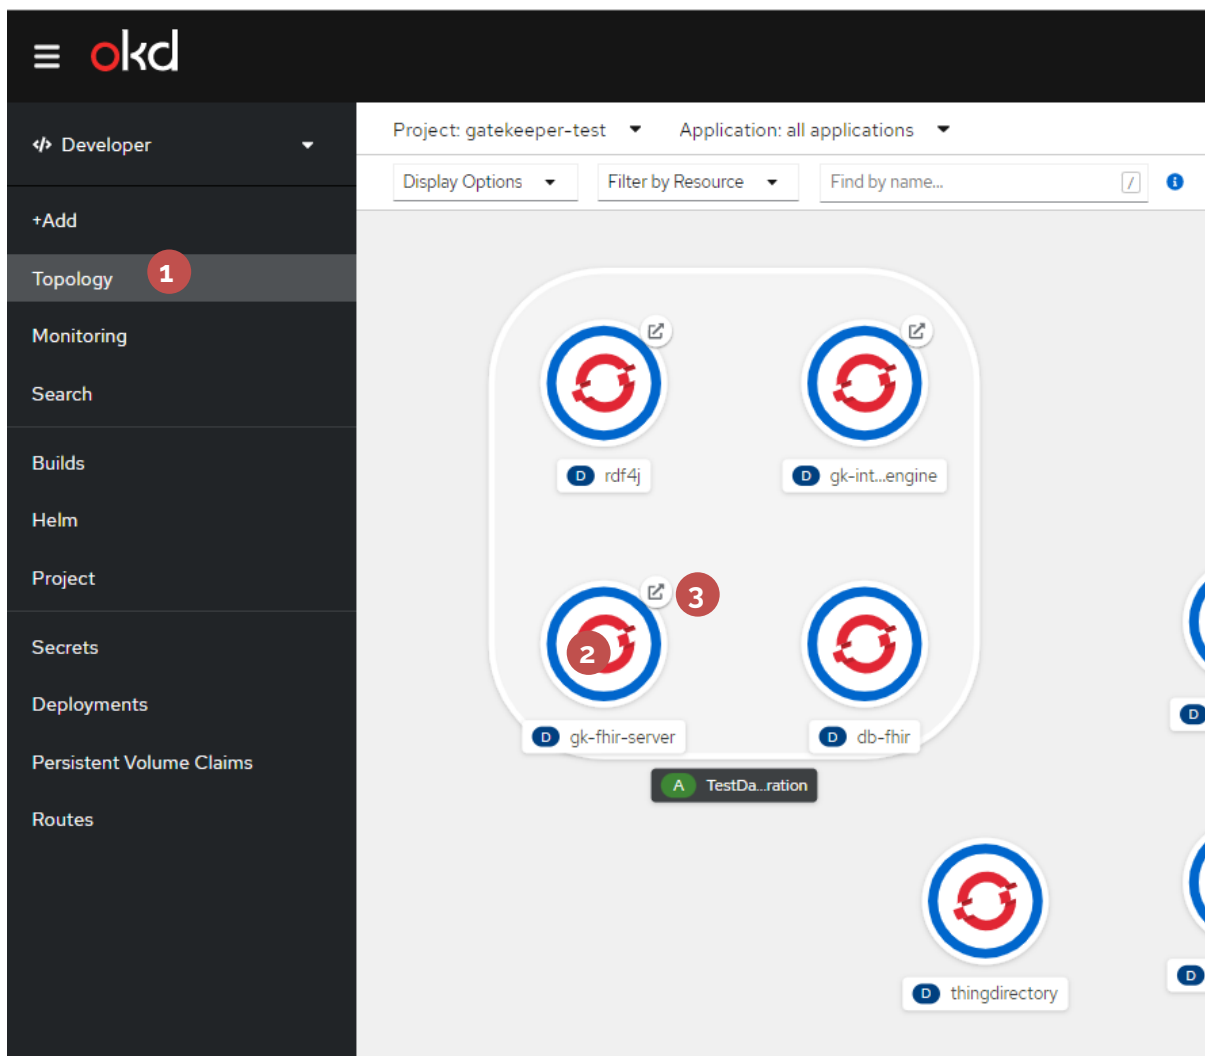 okd
Developer
Project: gatekeeper-test
Application: all applications
Display Options
Filter by Resource
Find by name...
/
i
+Add
Topology
1
Monitoring
Search
Builds
Helm
Project
Secrets
Deployments
Persistent Volume Claims
Routes
D rdf4j
D gk-int...engine
3
2
D gk-fhir-server
D db-fhir
D
A TestDa...ration
D thingdirectory
D